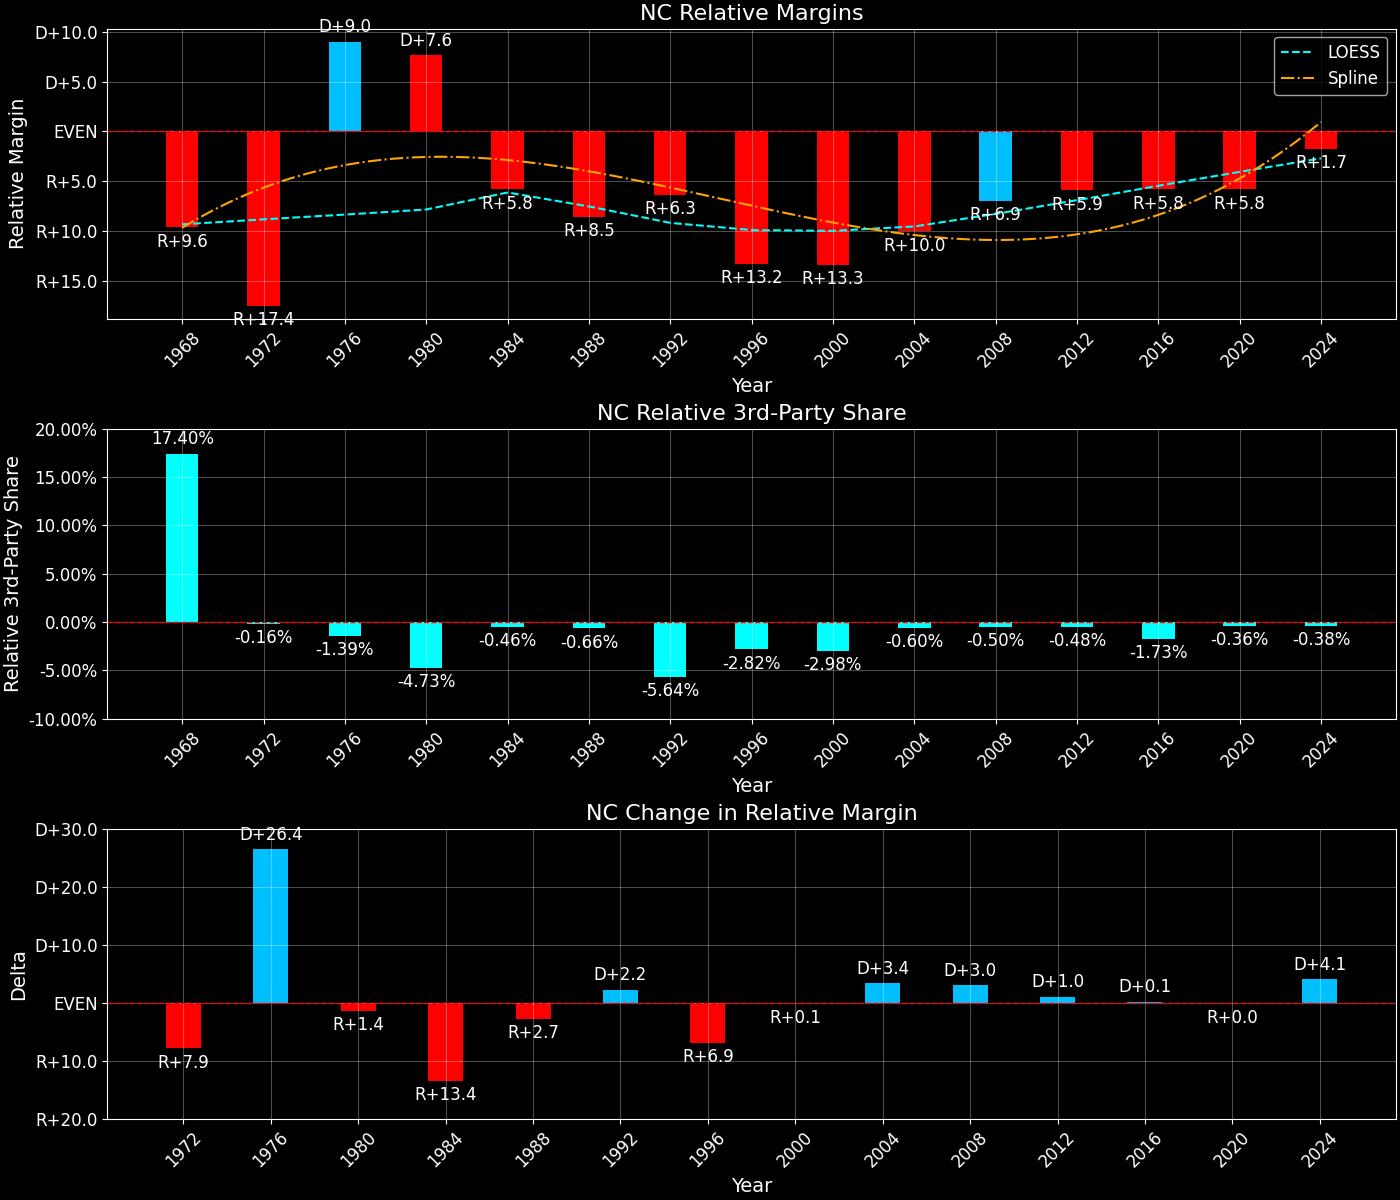 NC Relative Margins
Relative Margin
D+10.0
D+5.0
EVEN
R+5.0
R+10.0
R+15.0
LOESS
Spline
R+9.6
R+17.4
D+9.0
D+7.6
R+5.8
R+8.5
R+6.3
R+13.2
R+13.3
R+10.0
R+6.9
R+5.9
R+5.8
R+5.8
R+1.7
1968
1972
1976
1980
1984
1988
1992
1996
2000
2004
2008
2012
2016
2020
2024
Year
NC Relative 3rd-Party Share
Relative 3rd-Party Share
20.00%
15.00%
10.00%
5.00%
0.00%
-5.00%
-10.00%
17.40%
-0.16%
-1.39%
-4.73%
-0.46%
-0.66%
-5.64%
-2.82%
-2.98%
-0.60%
-0.50%
-0.48%
-1.73%
-0.36%
-0.38%
1968
1972
1976
1980
1984
1988
1992
1996
2000
2004
2008
2012
2016
2020
2024
Year
NC Change in Relative Margin
Delta
D+30.0
D+20.0
D+10.0
EVEN
R+10.0
R+20.0
R+7.9
D+26.4
R+1.4
R+13.4
R+2.7
D+2.2
R+6.9
R+0.1
D+3.4
D+3.0
D+1.0
D+0.1
R+0.0
D+4.1
1972
1976
1980
1984
1988
1992
1996
2000
2004
2008
2012
2016
2020
2024
Year